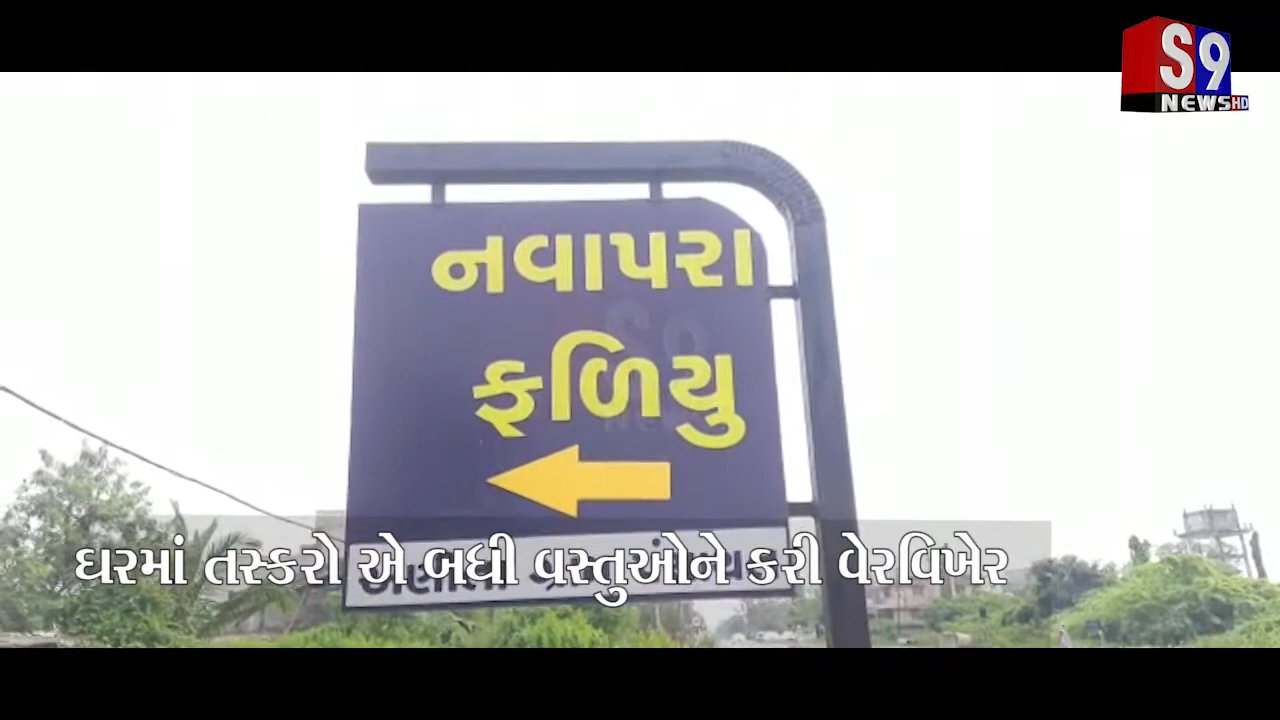 S9
NEWS HD
નવાપરા
ફળિયુ
ઘરમાં તસ્કરો એ બધી વસ્તુઓને કરી વેરવિખેર